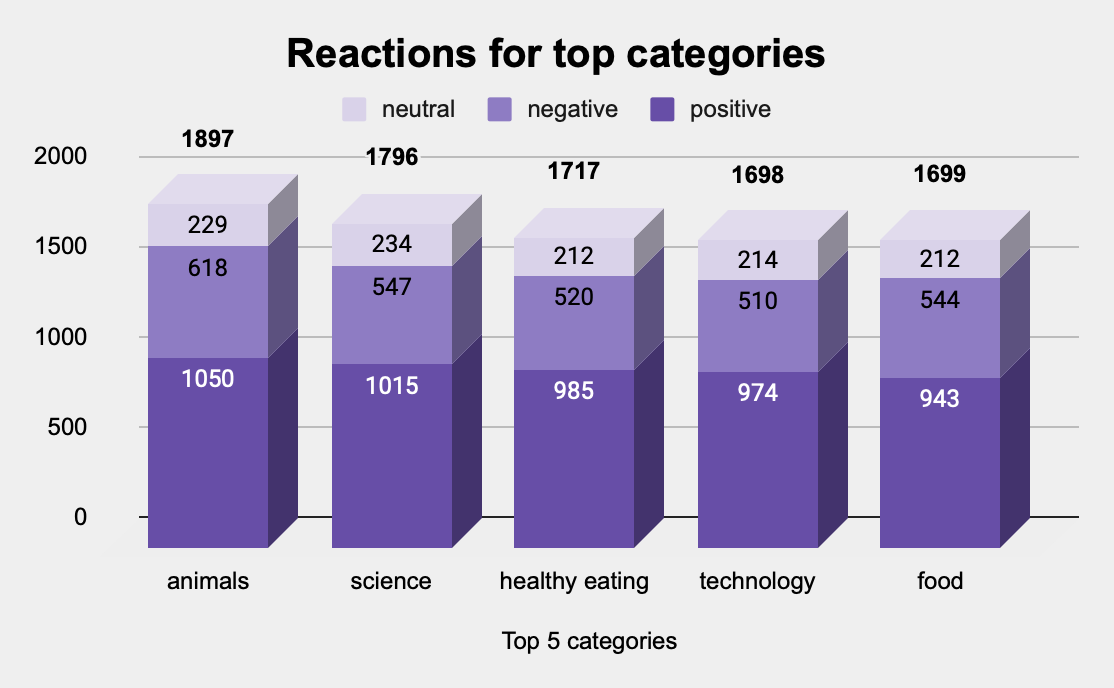 Reactions for top categories
neutral negative positive
1897 1796 1717 1698 1699
2000
229 234 212 214 212
1500
618 547 520 510 544
1000
1050 1015 985 974 943
500
0
animals science healthy eating technology food
Top 5 categories